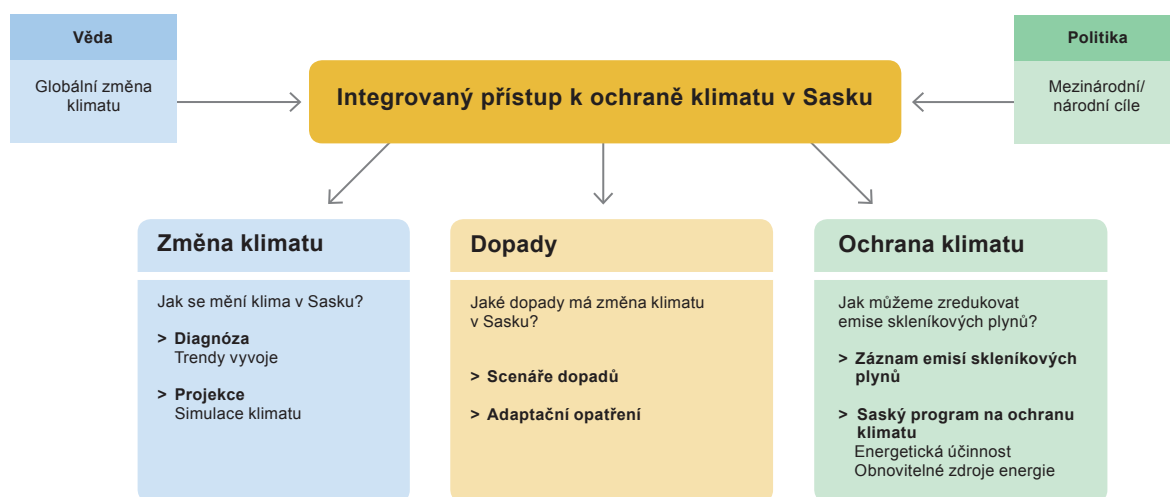 Věda
Globální změna
klimatu
Integrovaný přístup k ochraně klimatu v Sasku
Politika
Mezinárodní/
národní cíle
Změna klimatu
Jak se mění klima v Sasku?
> Diagnóza
Trendy vyvoje
> Projekce
Simulace klimatu
Dopady
Jaké dopady má změna klimatu
v Sasku?
> Scenáře dopadů
> Adaptační opatření
Ochrana klimatu
Jak můžeme zredukovat
emise skleníkových plynů?
> Záznam emisí skleníkových
plynů
> Saský program na ochranu
klimatu
Energetická účinnost
Obnovitelné zdroje energie